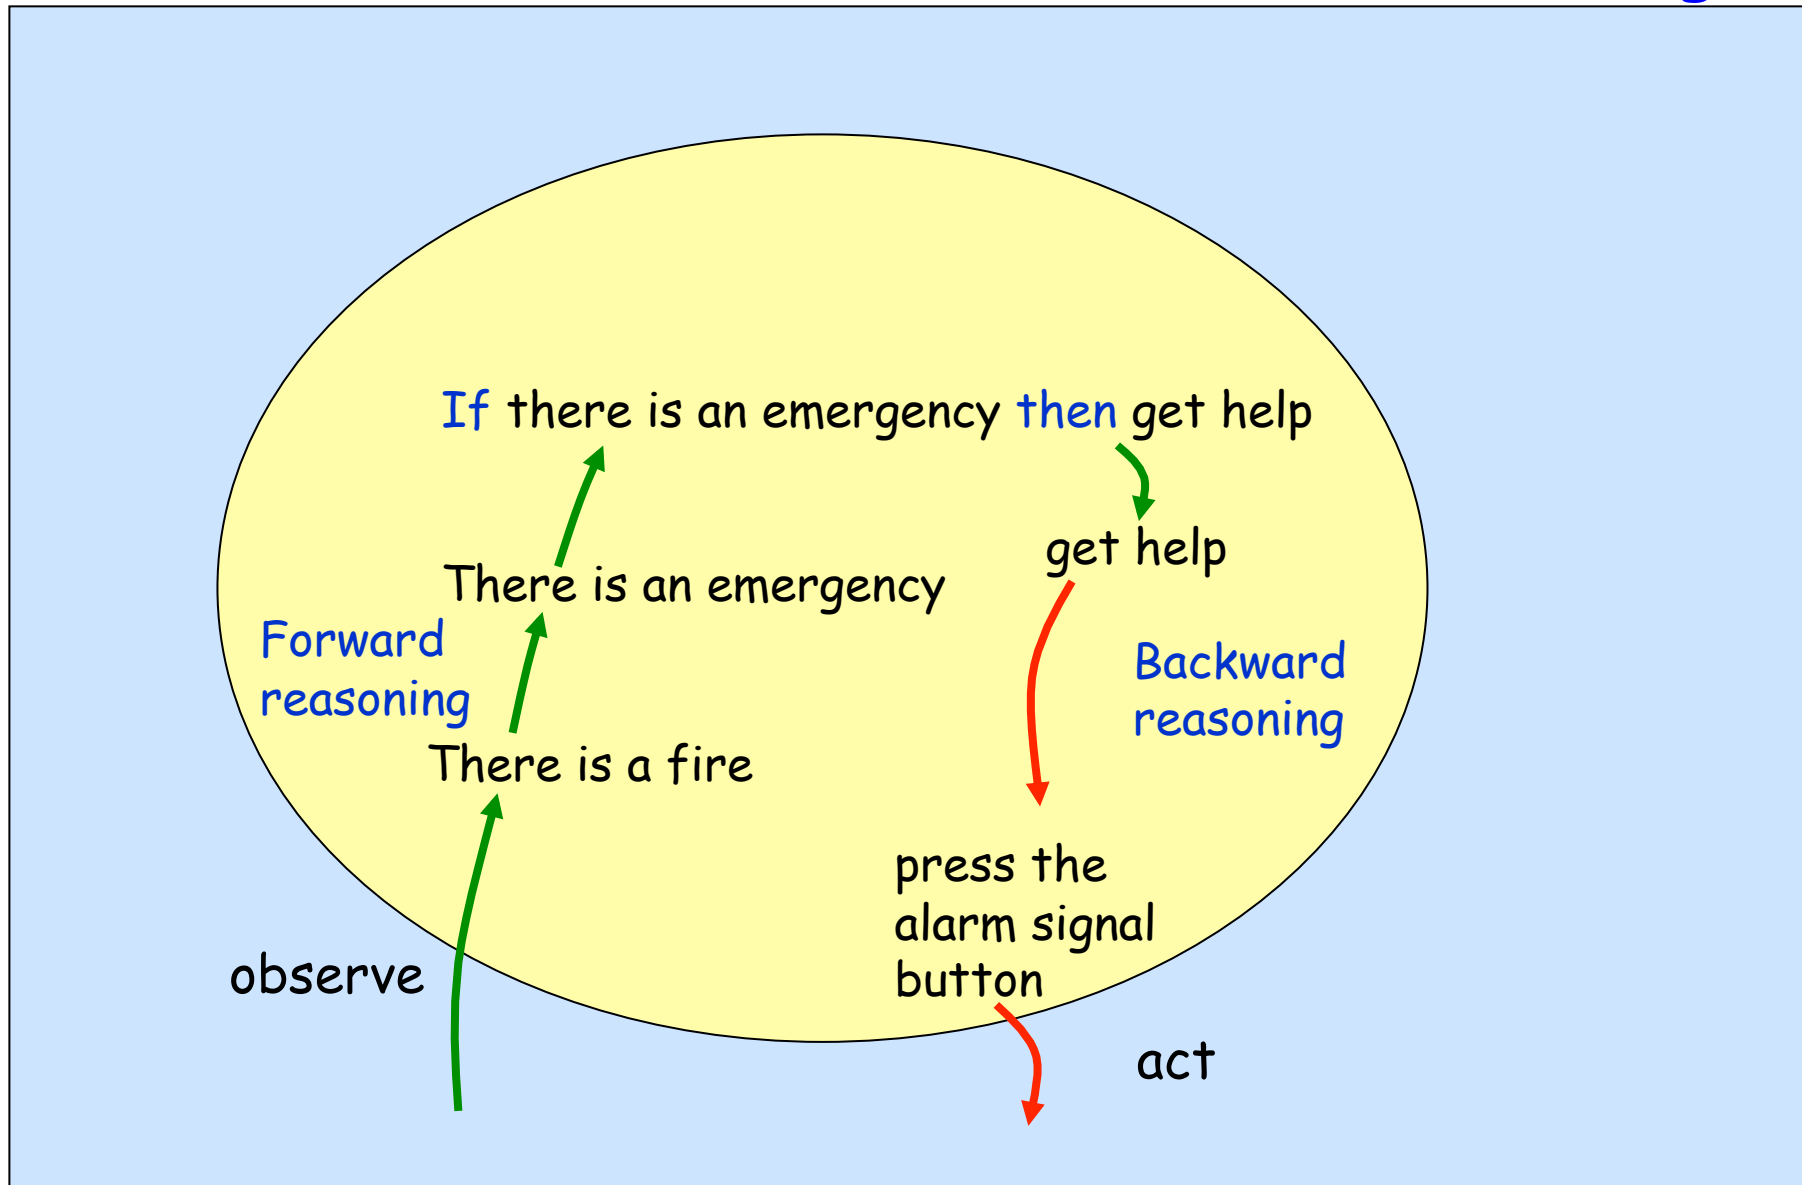 If there is an emergency then get help
get help
There is an emergency
Forward
reasoning
Backward
reasoning
There is a fire
press the
alarm signal
button
observe
act